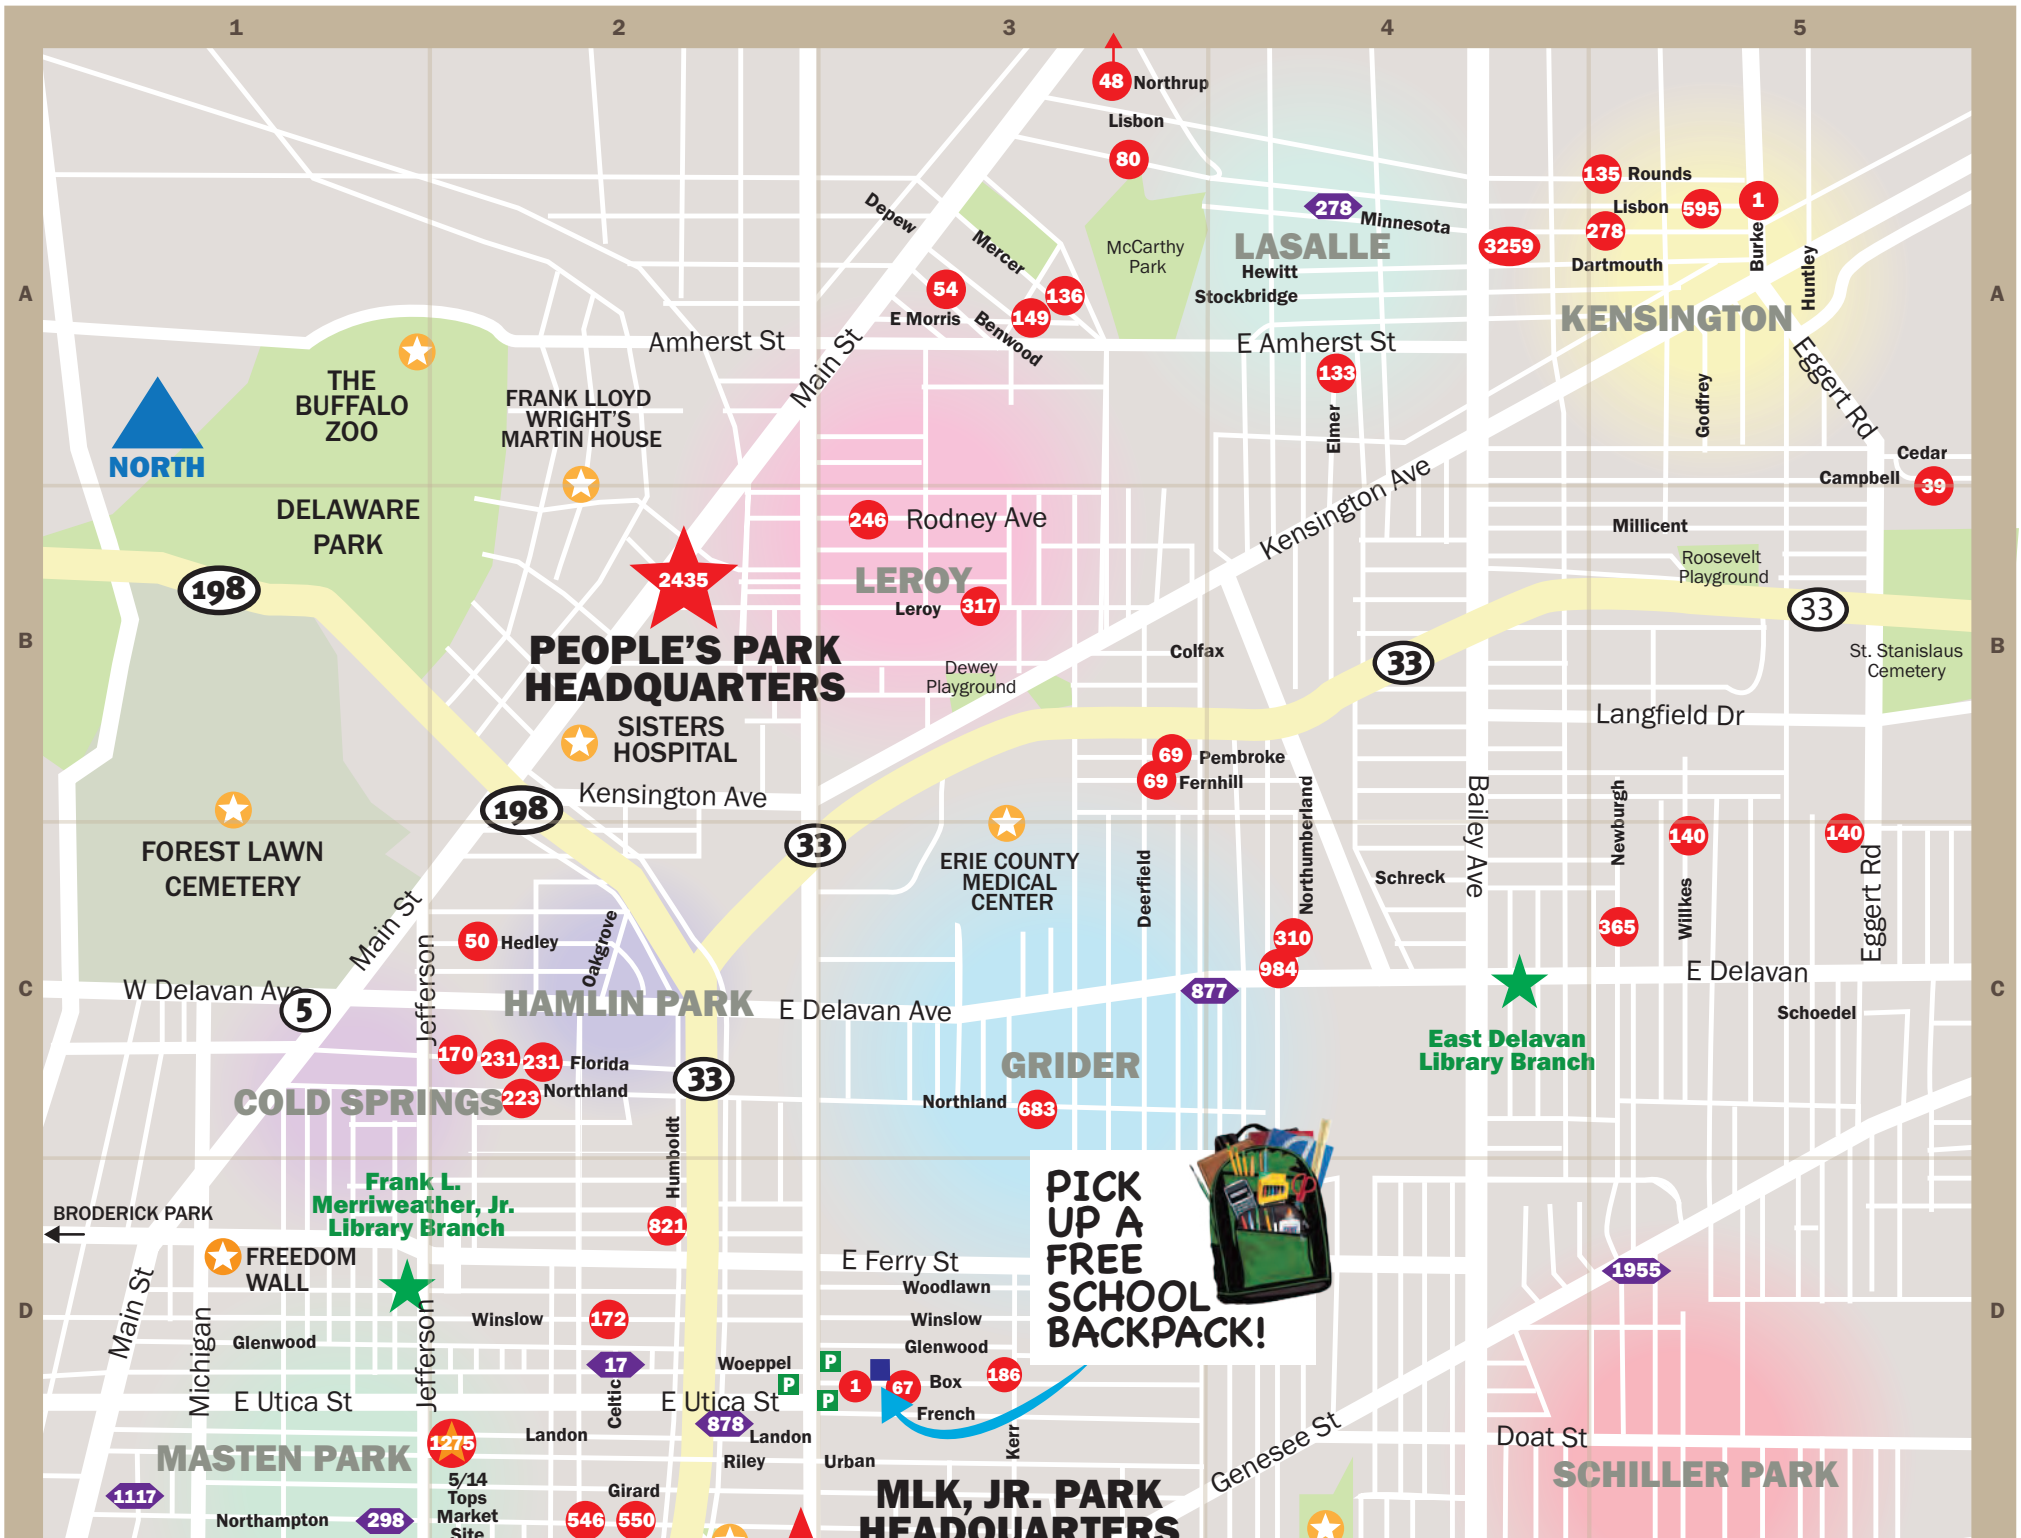 1
2
3
4
5
48 Northrup
Lisbon
80
135 Rounds
Lisbon 595
1
278
Dartmouth
3259
Burke
Huntley
278
Minnesota
LASALLE
Hewitt
Stockbridge
McCarthy
Park
Depew
Mercer
A
A
54
E Morris
136
149
Benwood
KENSINGTON
Amherst St
Main St
E Amherst St
133
Elmer
Godfrey
Eggert Rd
THE
BUFFALO
ZOO
FRANK LLOYD
WRIGHT'S
MARTIN HOUSE
NORTH
Cedar
Campbell
39
DELAWARE
PARK
246 Rodney Ave
Kensington Ave
Millicent
Roosevelt
Playground
198
2435
LEROY
Leroy 317
33
B
B
PEOPLE'S PARK
HEADQUARTERS
Colfax
33
St. Stanislaus
Cemetery
Dewey
Playground
SISTERS
HOSPITAL
Langfield Dr
69 Pembroke
69 Fernhill
Kensington Ave
198
33
Northumberland
Bailey Ave
Newburgh
140
140
FOREST LAWN
CEMETERY
ERIE COUNTY
MEDICAL
CENTER
Deerfield
Schreck
Willkes
Eggert Rd
Main St
Jefferson
50 Hedley
Oakgrove
310
984
365
C
C
W Delavan Ave
5
HAMLIN PARK
E Delavan Ave
877
E Delavan
Schoedel
East Delavan
Library Branch
170
231
231
Florida
223
Northland
COLD SPRINGS
33
GRIDER
Northland 683
Humboldt
Frank L.
Merriweather, Jr.
Library Branch
BRODERICK PARK
821
PICK
UP A
FREE
SCHOOL
BACKPACK!
FREEDOM
WALL
E Ferry St
Woodlawn
Winslow
Glenwood
1955
D
D
Main St
Michigan
Jefferson
Winslow 172
Glenwood
17
Celtic
Woeppel
P
P
P
1
67
Box
186
French
Kerr
E Utica St
E Utica St
878
Landon
Landon
Riley
Urban
MASTEN PARK
1275
5/14
Tops
Market
Site
1117
Northampton
298
Girard
546
550
MLK, JR. PARK
HEADQUARTERS
Genesee St
Doat St
SCHILLER PARK